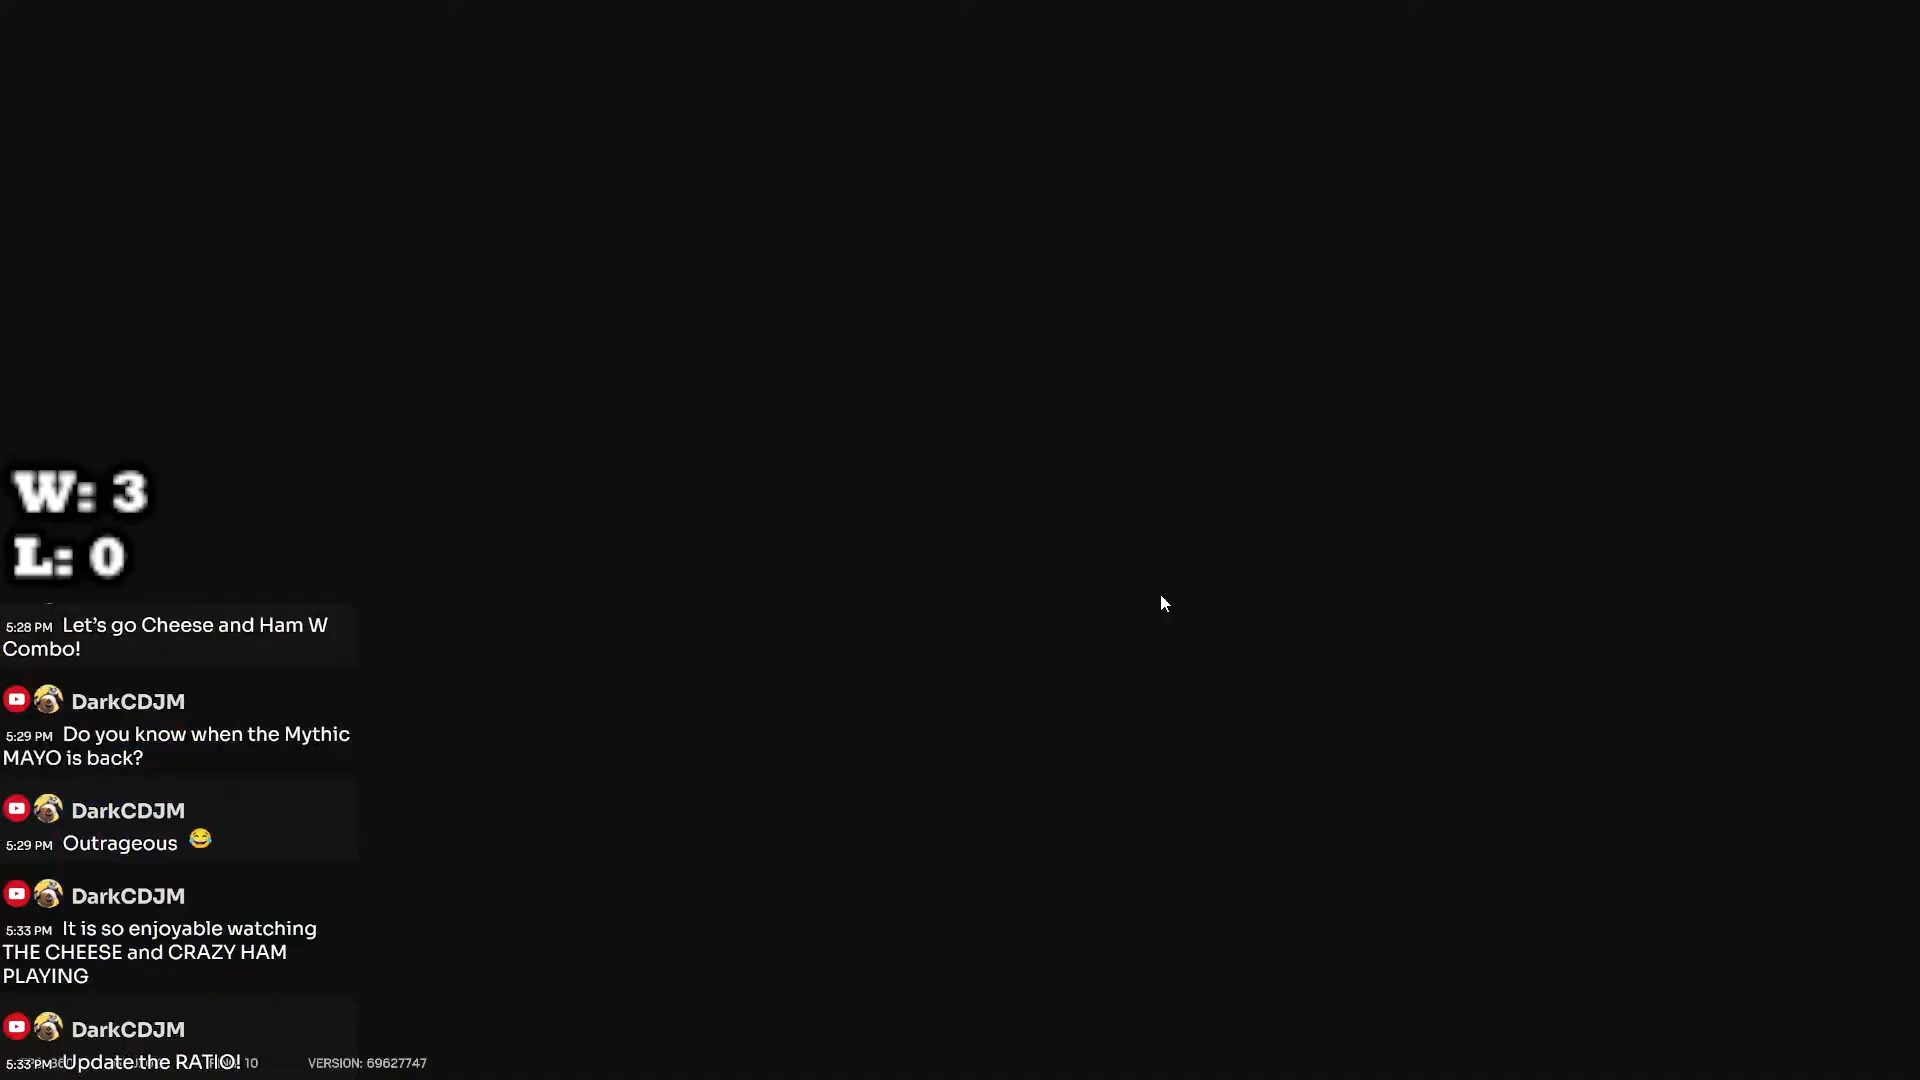 W: 3
L: 0
5:28 PM Let’s go Cheese and Ham W
Combo!
DarkCDJM
5:29 PM Do you know when the Mythic
MAYO is back?
DarkCDJM
5:29 PM Outrageous 😂
DarkCDJM
5:33 PM It is so enjoyable watching
THE CHEESE and CRAZY HAM
PLAYING
DarkCDJM
5:33 PM Update the RATIO! 10 VERSION: 69627747